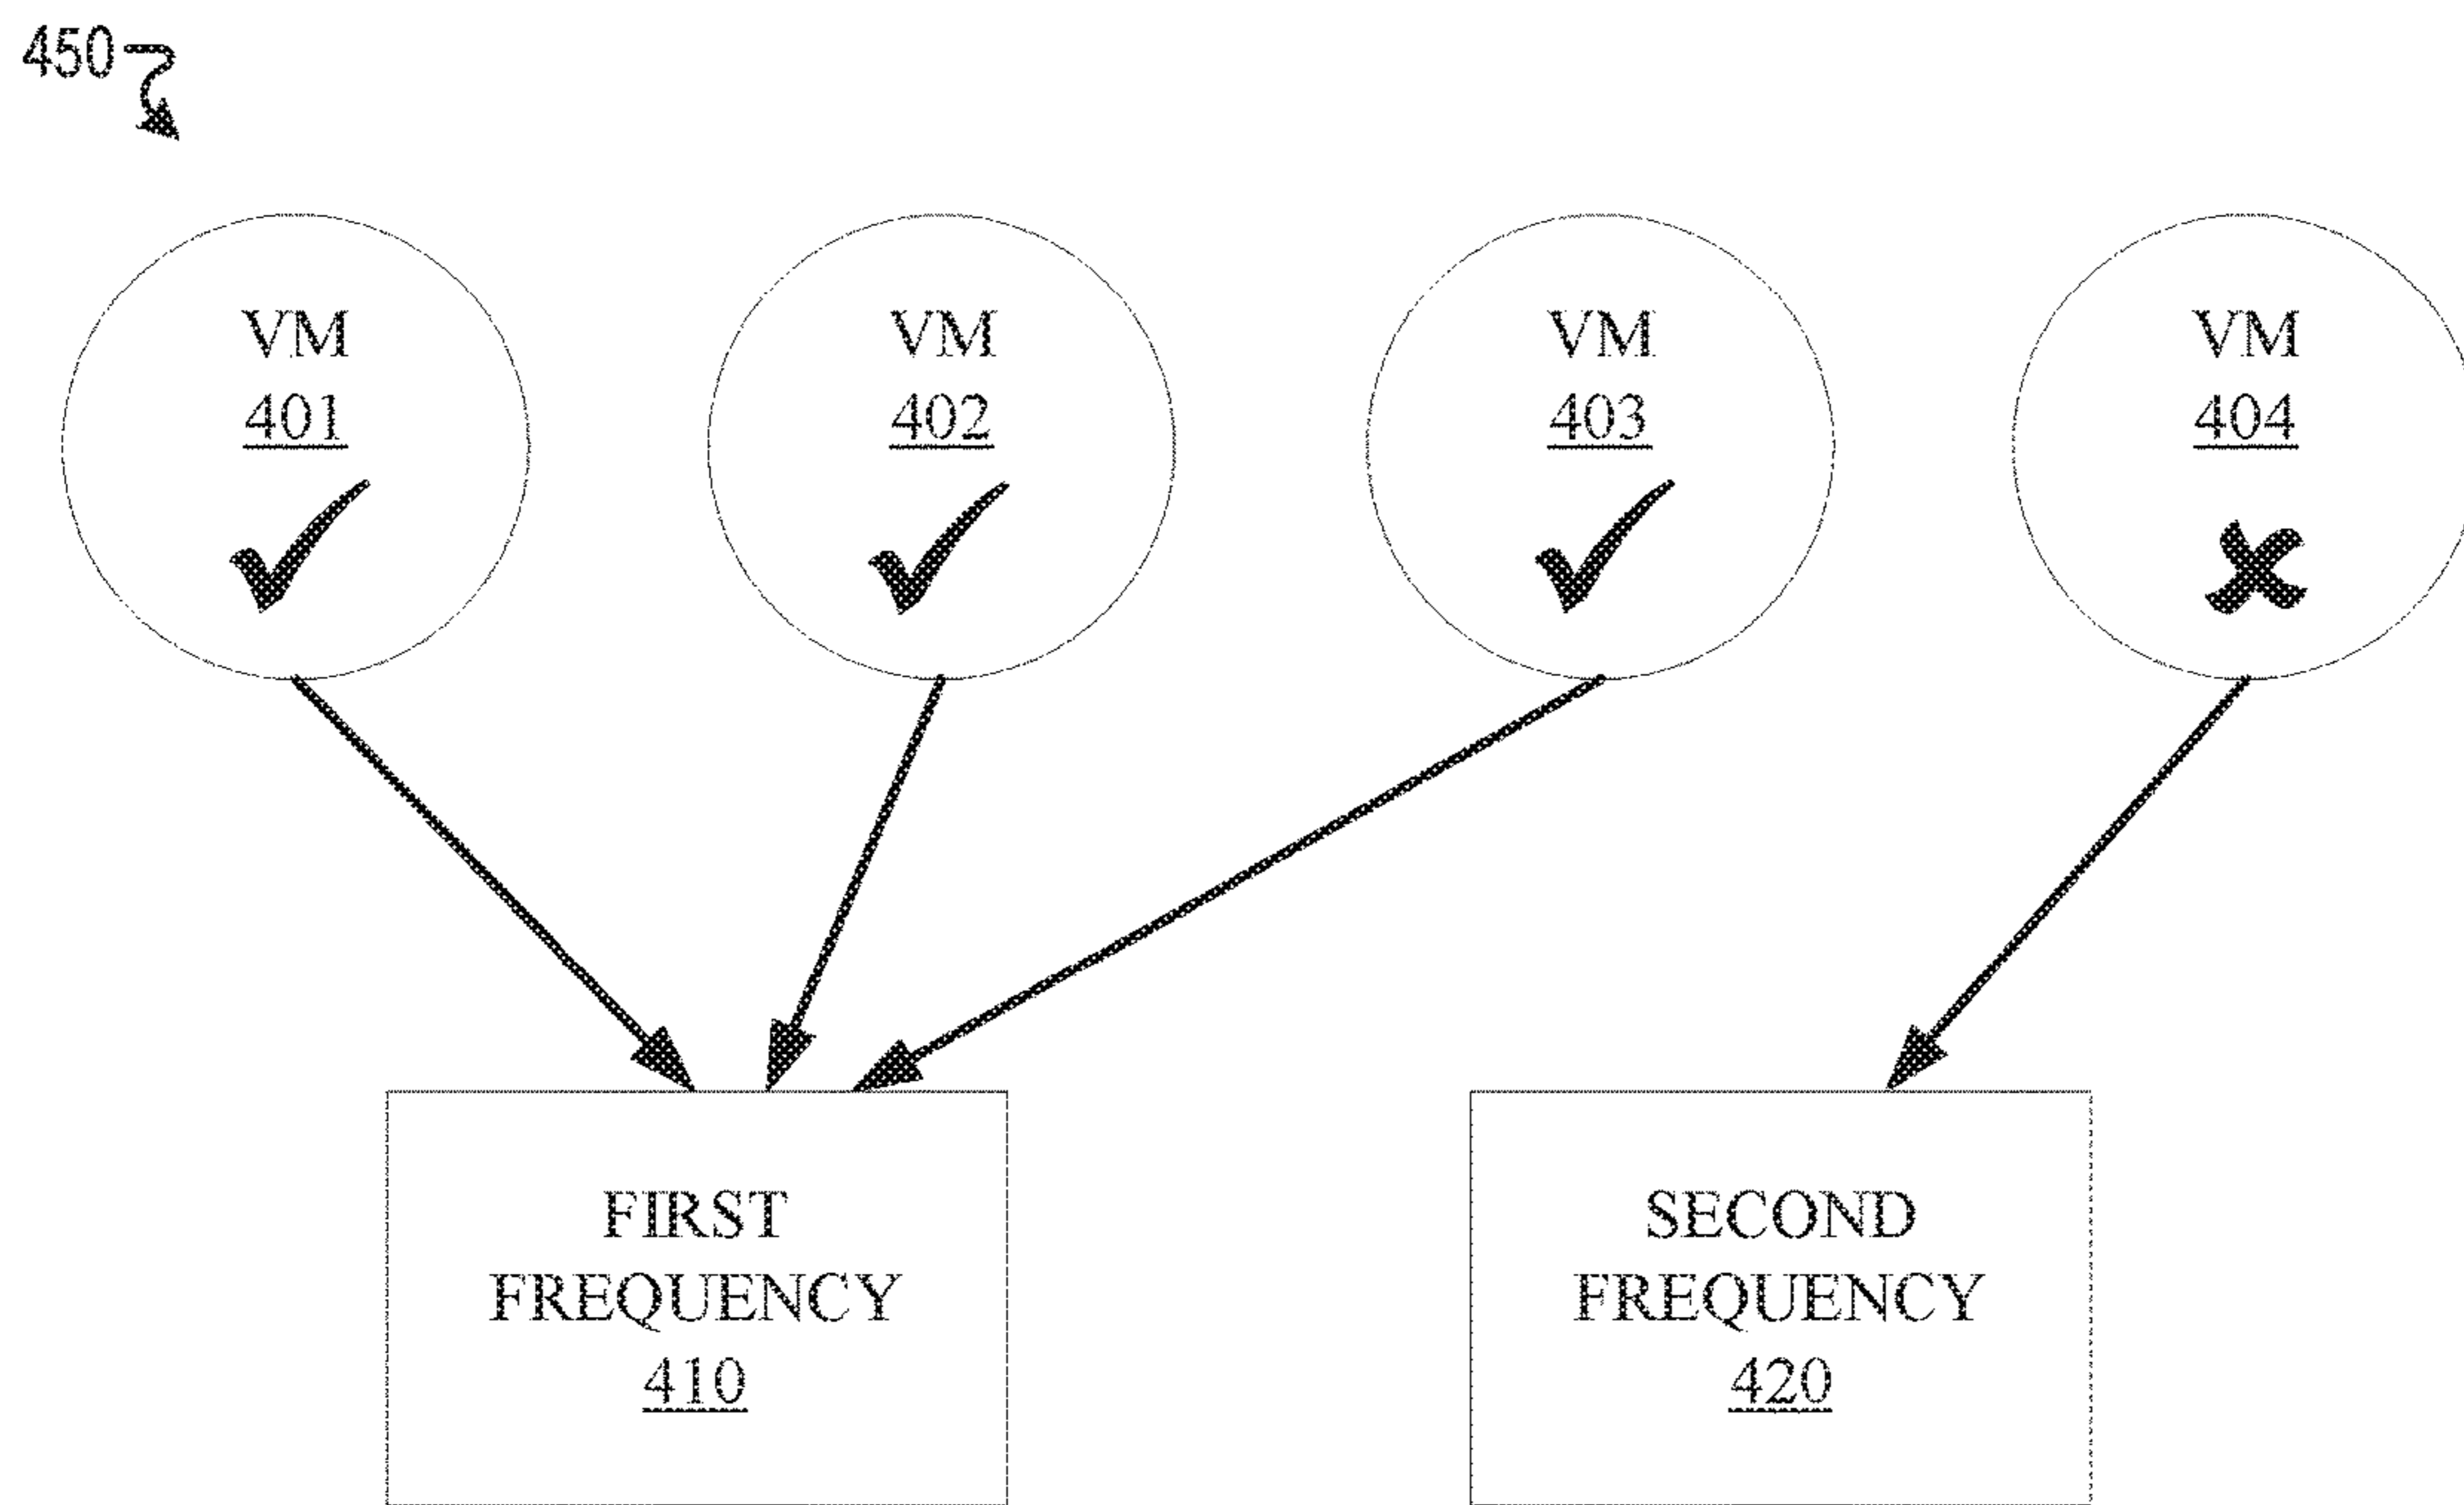 450
VM
401
VM
402
VM
403
VM
404
FIRST
FREQUENCY
410
SECOND
FREQUENCY
420